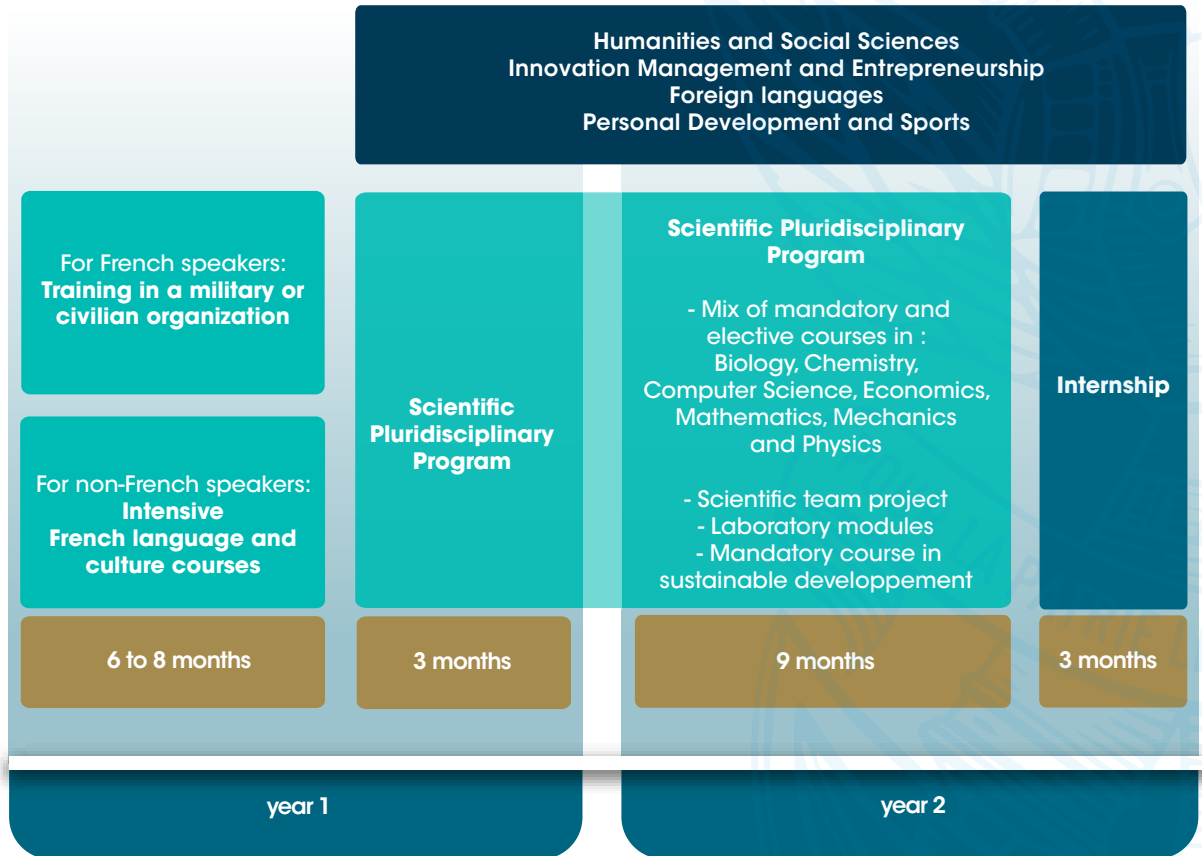 Humanities and Social Sciences
Innovation Management and Entrepreneurship
Foreign languages
Personal Development and Sports
For French speakers:
Training in a military or
civilian organization
For non-French speakers:
Intensive
French language and
culture courses
Scientific
Pluridisciplinary
Program
Scientific Pluridisciplinary
Program
- Mix of mandatory and
elective courses in :
Biology, Chemistry,
Computer Science, Economics,
Mathematics, Mechanics
and Physics
- Scientific team project
- Laboratory modules
- Mandatory course in
sustainable developpement
Internship
6 to 8 months
3 months
9 months
3 months
year 1
year 2